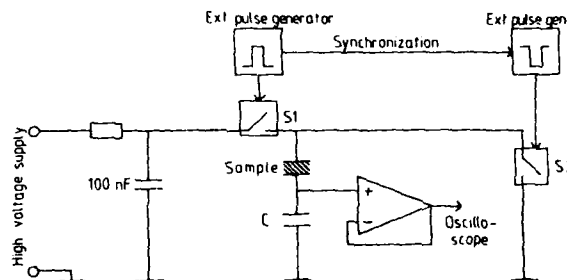 Ext pulse generator
Ext pulse gen
Synchronization
S1
High voltage supply
100 nF
Sample
C
+
−
Oscillo-
scope
S